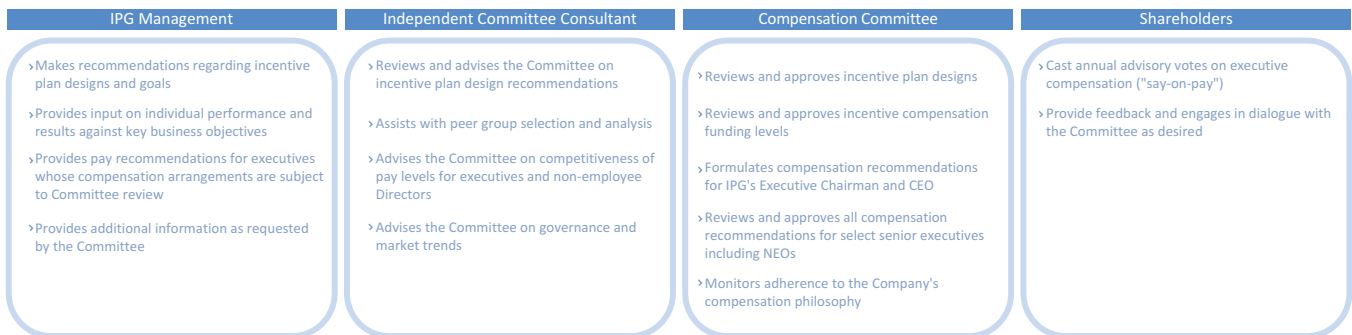 IPG Management
› Makes recommendations regarding incentive
plan designs and goals
› Provides input on individual performance and
results against key business objectives
› Provides pay recommendations for executives
whose compensation arrangements are subject
to Committee review
› Provides additional information as requested
by the Committee
Independent Committee Consultant
› Reviews and advises the Committee on
incentive plan design recommendations
› Assists with peer group selection and analysis
› Advises the Committee on competitiveness of
pay levels for executives and non-employee
Directors
› Advises the Committee on governance and
market trends
Compensation Committee
› Reviews and approves incentive plan designs
› Reviews and approves incentive compensation
funding levels
› Formulates compensation recommendations
for IPG's Executive Chairman and CEO
› Reviews and approves all compensation
recommendations for select senior executives
including NEOs
› Monitors adherence to the Company's
compensation philosophy
Shareholders
› Cast annual advisory votes on executive
compensation ("say-on-pay")
› Provide feedback and engages in dialogue with
the Committee as desired